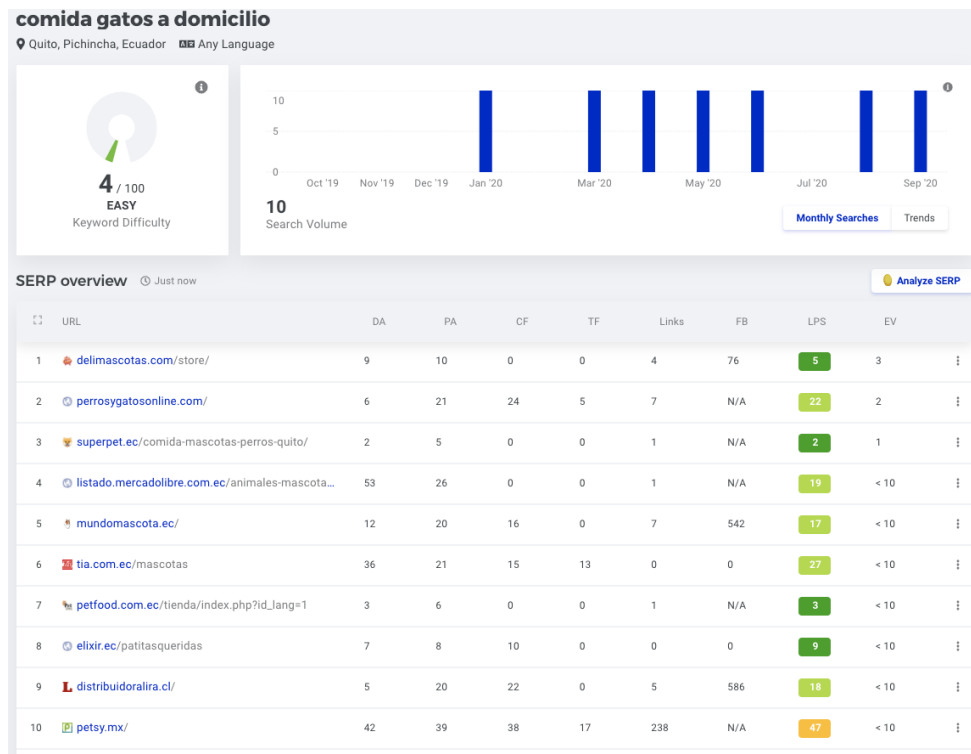 comida gatos a domicilio
Quito, Pichincha, Ecuador Any Language
4 / 100
EASY
Keyword Difficulty
10
5
0
Oct '19 Nov '19 Dec '19 Jan '20 Mar '20 May '20 Jul '20 Sep '20
10
Search Volume
Monthly Searches Trends
SERP overview Just now
Analyze SERP
URL DA PA CF TF Links FB LPS EV
1 delimascotas.com/store/ 9 10 0 0 4 76 5 3
2 perrosygatosonline.com/ 6 21 24 5 7 N/A 22 2
3 superpet.ec/comida-mascotas-perros-quito/ 2 5 0 0 1 N/A 2 1
4 listado.mercadolibre.com.ec/animales-mascota... 53 26 0 0 1 N/A 19 < 10
5 mundomascota.ec/ 12 20 16 0 7 542 17 < 10
6 tia.com.ec/mascotas 36 21 15 13 0 0 27 < 10
7 petfood.com.ec/tienda/index.php?id_lang=1 3 6 0 0 1 N/A 3 < 10
8 elixir.ec/patitasqueridas 7 8 10 0 0 0 9 < 10
9 distribuidoralira.cl/ 5 20 22 0 5 586 18 < 10
10 petsy.mx/ 42 39 38 17 238 N/A 47 < 10